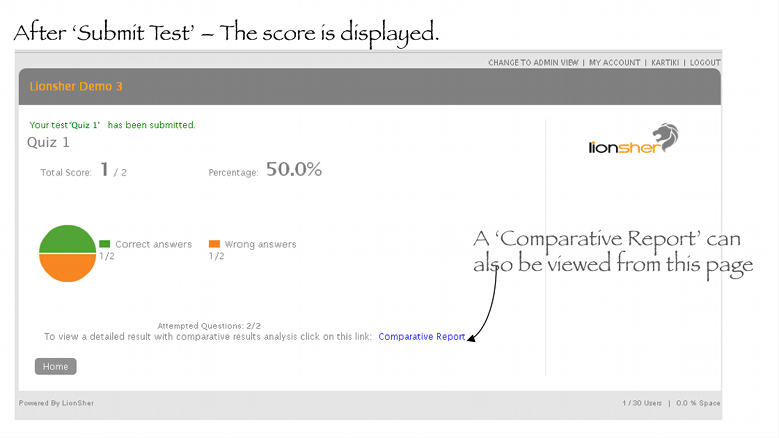 After ‘Submit Test’ – The score is displayed.
CHANGE TO ADMIN VIEW | MY ACCOUNT | KARTIKI | LOGOUT
Lionsher Demo 3
Your test 'Quiz 1' has been submitted.
Quiz 1
lionsher
Total Score: 1 / 2 Percentage: 50.0%
Correct answers Wrong answers
1/2 1/2
A ‘Comparative Report’ can
also be viewed from this page
Attempted Questions: 2/2
To view a detailed result with comparative results analysis click on this link: Comparative Report
Home
Powered By LionSher 1 / 30 Users | 0.0 % Space